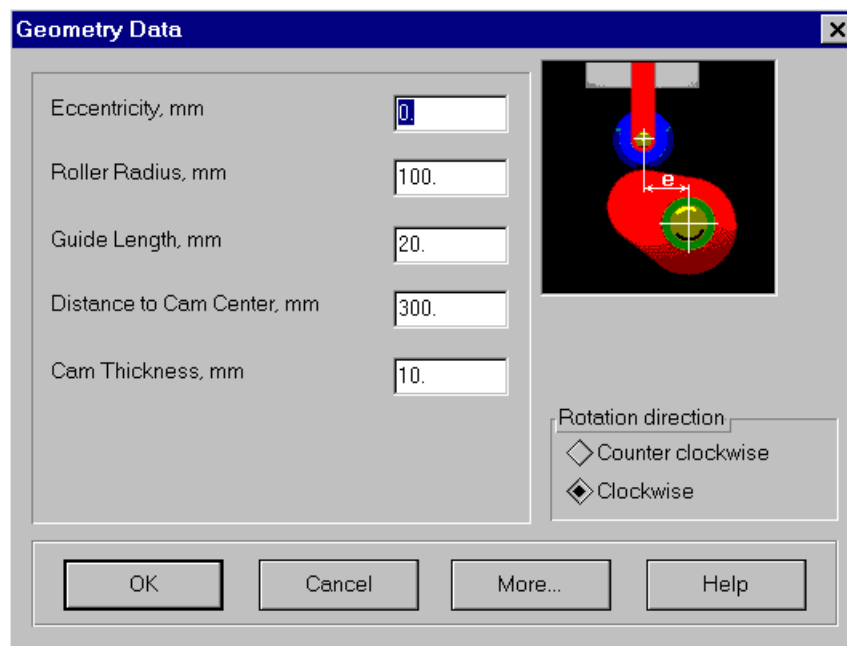 Geometry Data
Eccentricity, mm 0.
Roller Radius, mm 100.
Guide Length, mm 20.
Distance to Cam Center, mm 300.
Cam Thickness, mm 10.
e
Rotation direction
Counter clockwise
Clockwise
OK Cancel More... Help